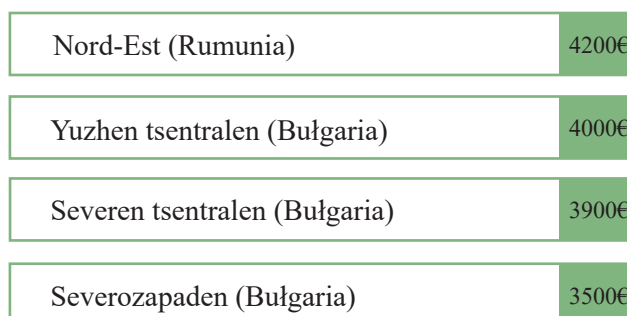 Nord-Est (Rumunia) 4200€
Yuzhen tsentralen (Bułgaria) 4000€
Severen tsentralen (Bułgaria) 3900€
Severozapaden (Bułgaria) 3500€